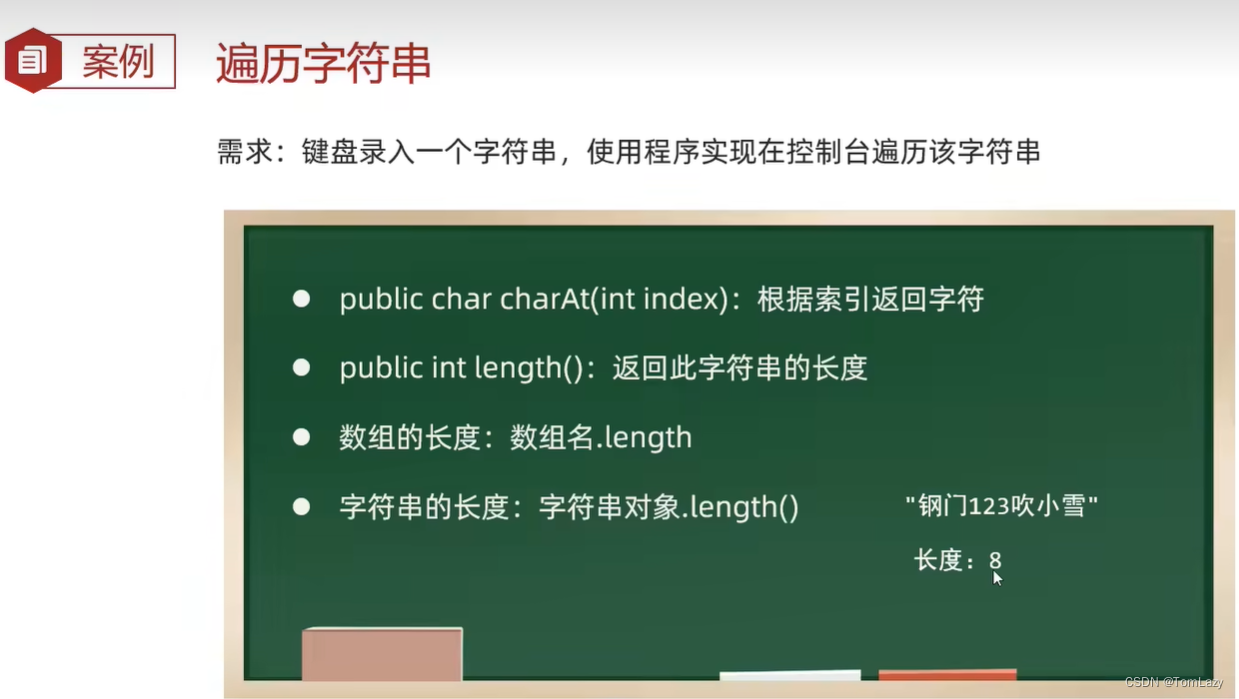 案例
遍历字符串
需求：键盘录入一个字符串，使用程序实现在控制台遍历该字符串
public char charAt(int index)：根据索引返回字符
public int length()：返回此字符串的长度
数组的长度：数组名.length
字符串的长度：字符串对象.length()
"钢门123吹小雪"
长度：8
CSDN @TomLazy